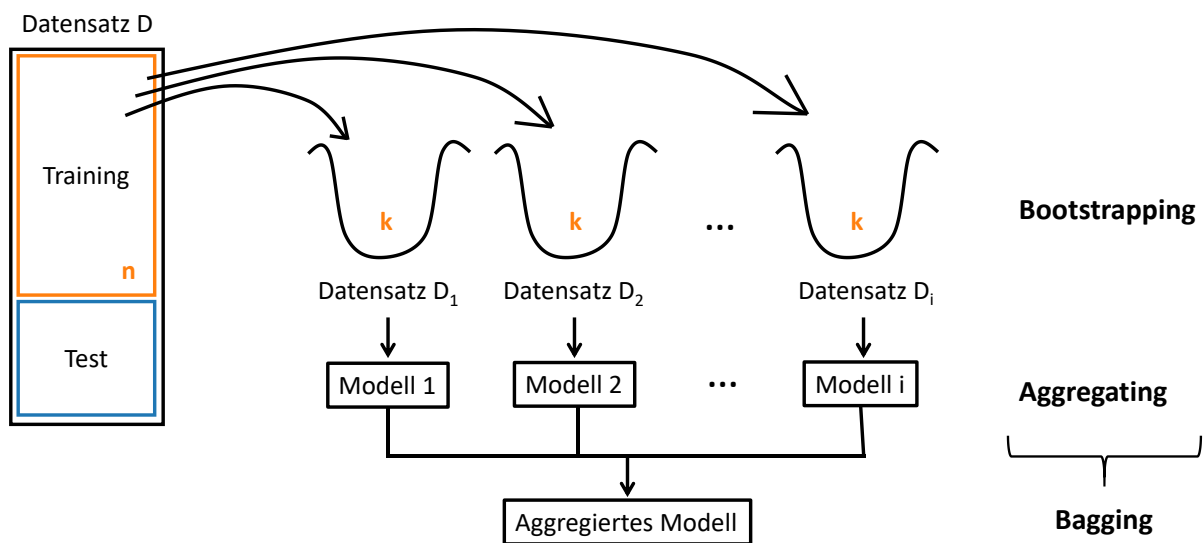 Datensatz D
Training
n
Test
k
k
...
k
Bootstrapping
Datensatz D₁
Datensatz D₂
Datensatz Dᵢ
Modell 1
Modell 2
...
Modell i
Aggregating
Aggregiertes Modell
Bagging